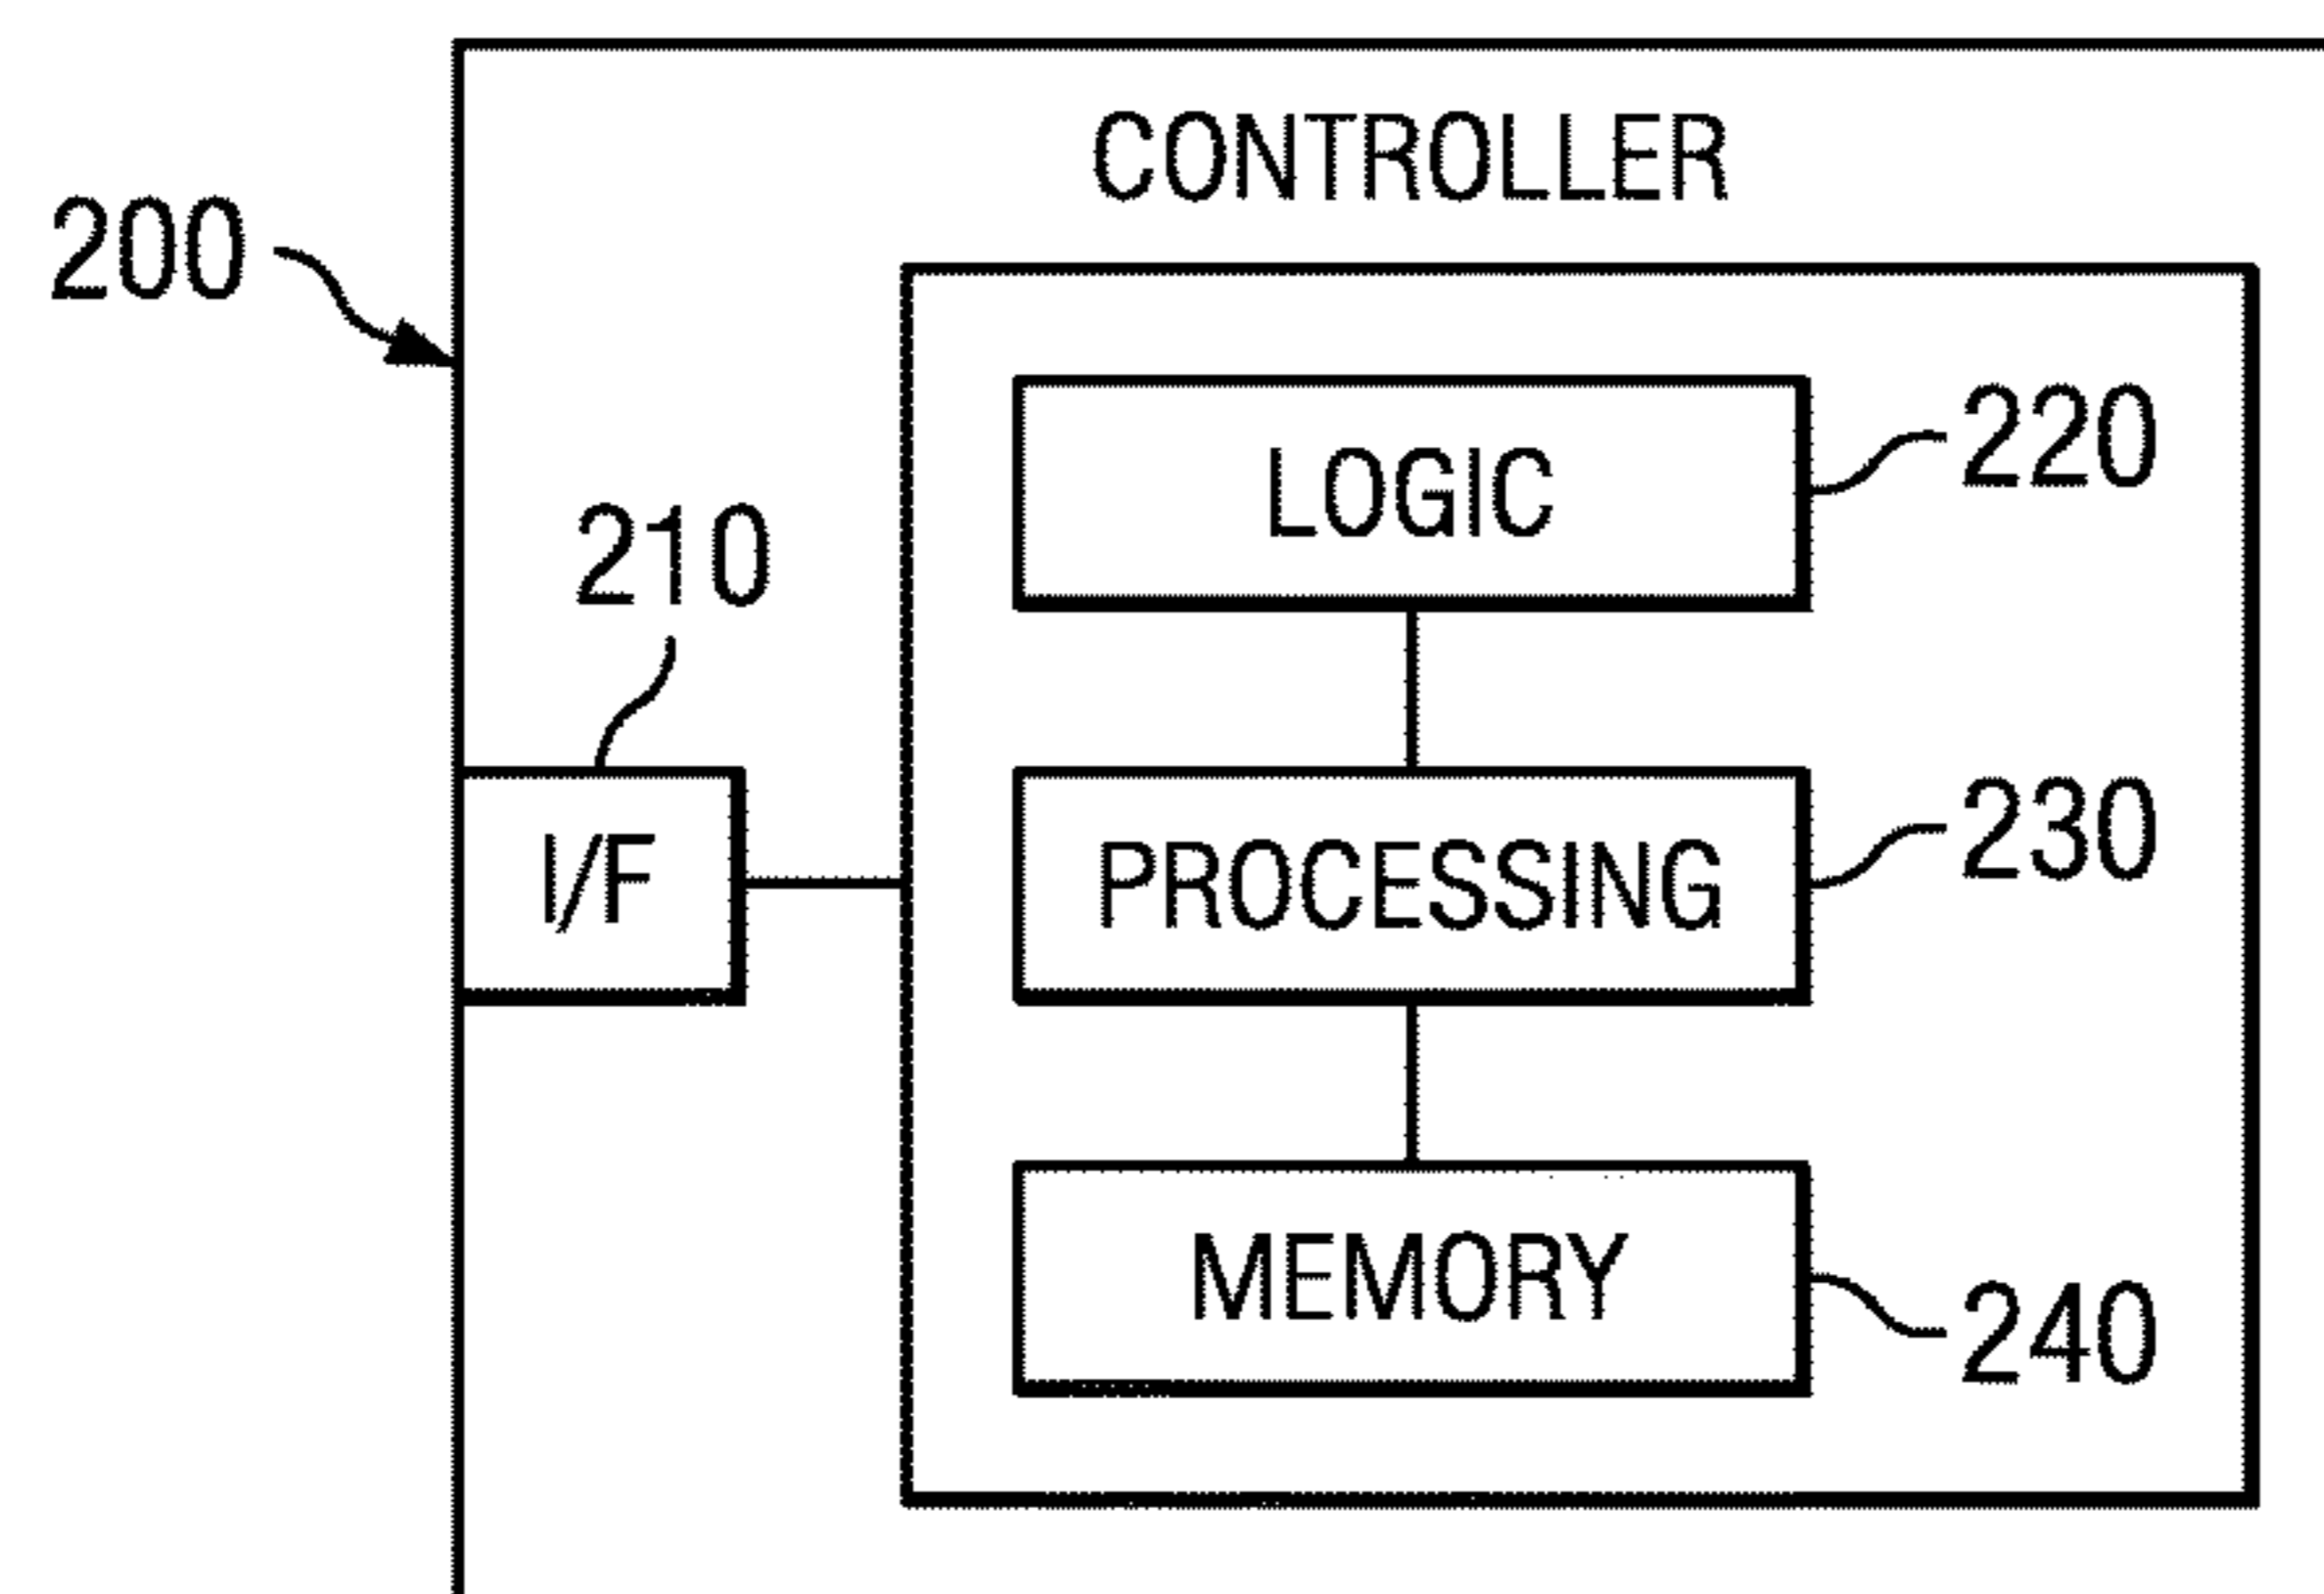 CONTROLLER
200
LOGIC
220
210
I/F
PROCESSING
230
MEMORY
240